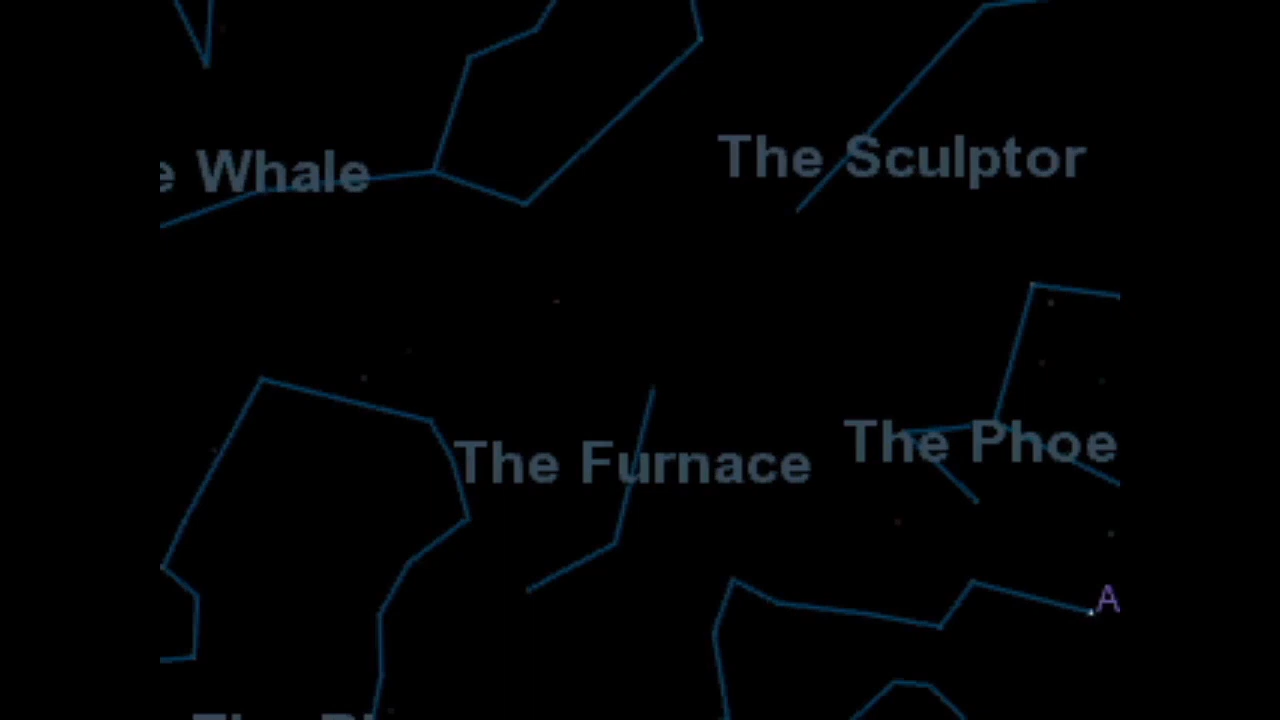 The Sculptor
e Whale
The Phoe
The Furnace
A